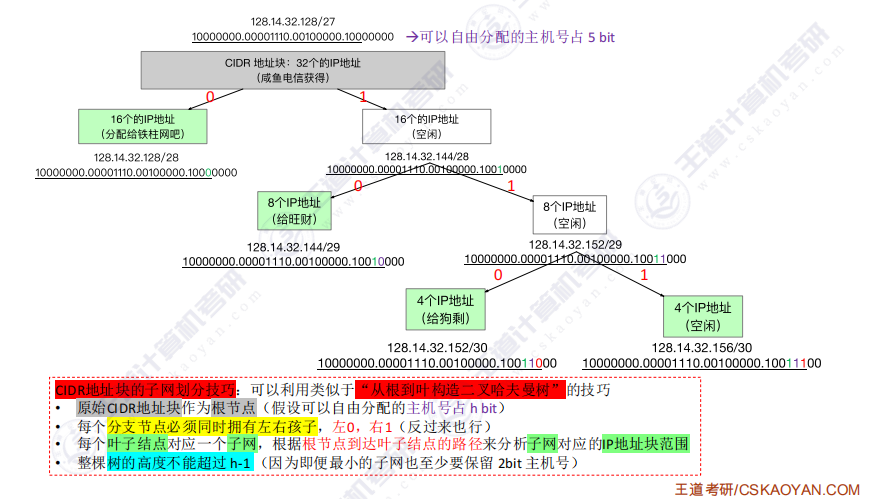 128.14.32.128/27
10000000.00001110.00100000.10000000 →可以自由分配的主机号占 5 bit
CIDR 地址块：32个的IP地址
（咸鱼电信获得）
0 1
16个的IP地址
（分配给铁柱网吧）
16个的IP地址
（空闲）
128.14.32.128/28
10000000.00001110.00100000.10000000
128.14.32.144/28
10000000.00001110.00100000.10010000
0 1
8个IP地址
（给旺财）
8个IP地址
（空闲）
128.14.32.144/29
10000000.00001110.00100000.10010000
128.14.32.152/29
10000000.00001110.00100000.10011000
0 1
4个IP地址
（给狗剩）
4个IP地址
（空闲）
128.14.32.152/30
10000000.00001110.00100000.10011000
128.14.32.156/30
10000000.00001110.00100000.10011100
CIDR地址块的子网划分技巧：可以利用类似于“从根到叶构造二叉哈夫曼树”的技巧
• 原始CIDR地址块作为根节点（假设可以自由分配的主机号占 h bit）
• 每个分支节点必须同时拥有左右孩子，左0，右1（反过来也行）
• 每个叶子结点对应一个子网，根据根节点到达叶子结点的路径来分析子网对应的IP地址块范围
• 整棵树的高度不能超过 h-1（因为即便最小的子网也至少要保留 2bit 主机号）
王道考研/CSKAOYAN.COM
王道计算机考研
www.cskaoyan.com